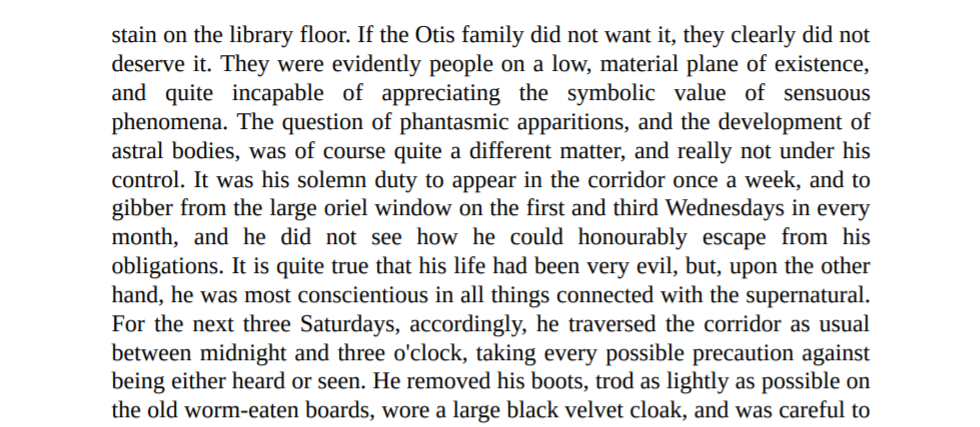 stain on the library floor. If the Otis family did not want it, they clearly did not
deserve it. They were evidently people on a low, material plane of existence,
and quite incapable of appreciating the symbolic value of sensuous
phenomena. The question of phantasmic apparitions, and the development of
astral bodies, was of course quite a different matter, and really not under his
control. It was his solemn duty to appear in the corridor once a week, and to
gibber from the large oriel window on the first and third Wednesdays in every
month, and he did not see how he could honourably escape from his
obligations. It is quite true that his life had been very evil, but, upon the other
hand, he was most conscientious in all things connected with the supernatural.
For the next three Saturdays, accordingly, he traversed the corridor as usual
between midnight and three o'clock, taking every possible precaution against
being either heard or seen. He removed his boots, trod as lightly as possible on
the old worm-eaten boards, wore a large black velvet cloak, and was careful to